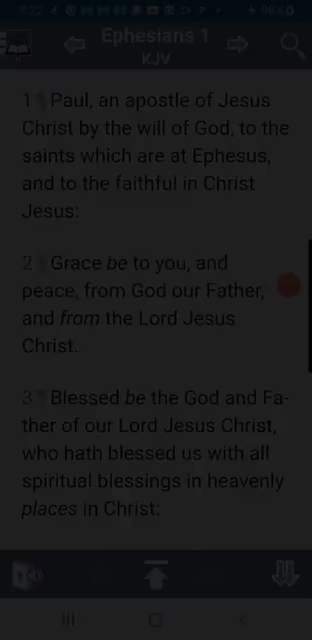 Ephesians 1
KJV
1 ¶ Paul, an apostle of Jesus
Christ by the will of God, to the
saints which are at Ephesus,
and to the faithful in Christ
Jesus:
2 ¶ Grace be to you, and
peace, from God our Father,
and from the Lord Jesus
Christ.
3 ¶ Blessed be the God and Fa-
ther of our Lord Jesus Christ,
who hath blessed us with all
spiritual blessings in heavenly
places in Christ: